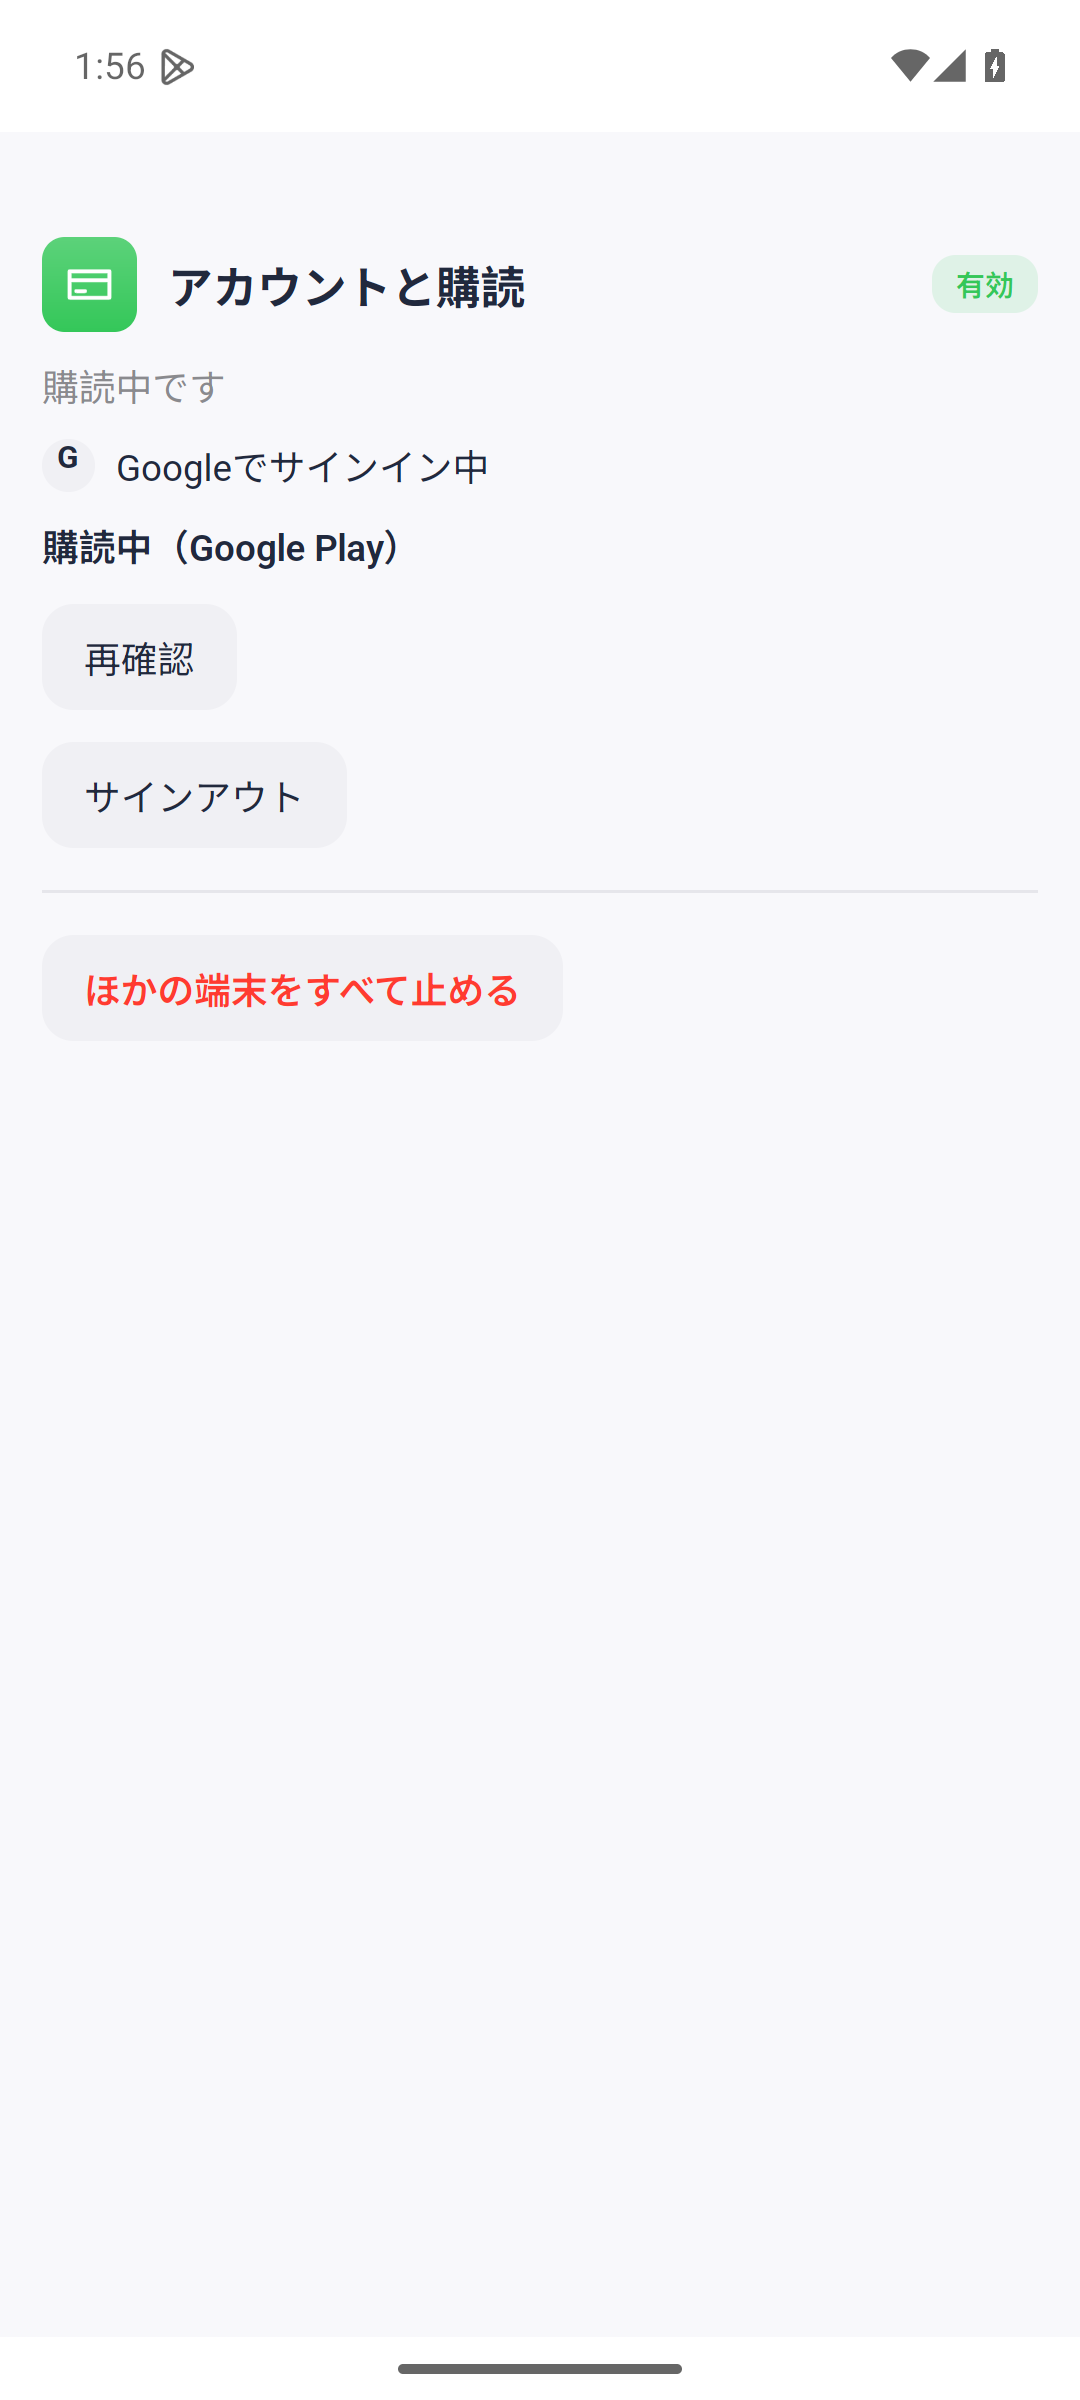 1:56
アカウントと購読
有効
購読中です
G Googleでサインイン中
購読中（Google Play）
再確認
サインアウト
ほかの端末をすべて止める